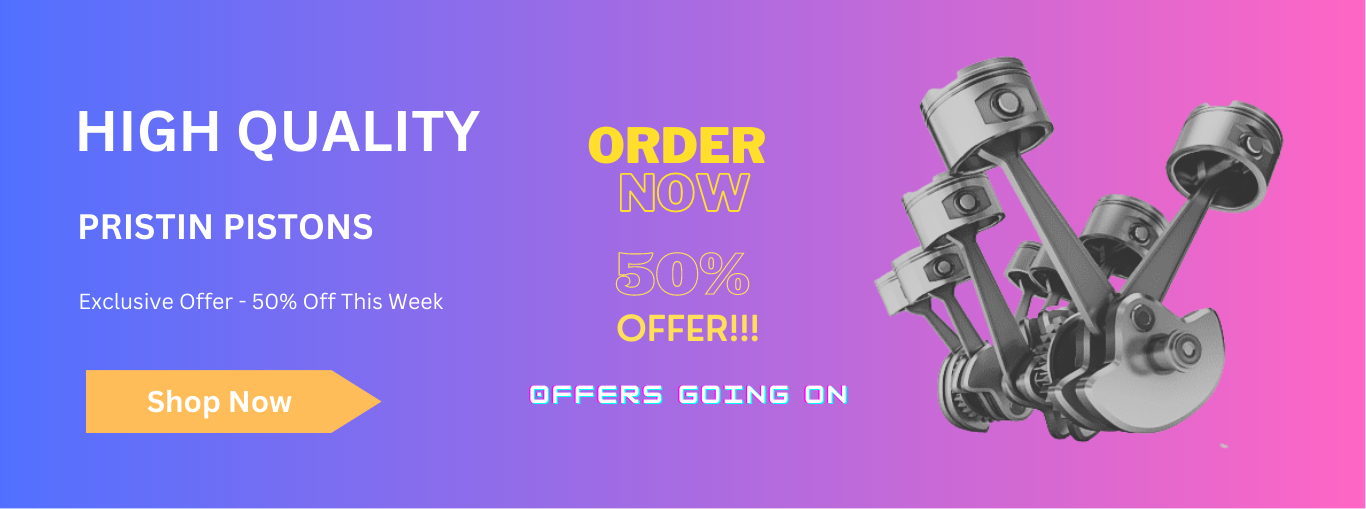 HIGH QUALITY
PRISTIN PISTONS
Exclusive Offer - 50% Off This Week
Shop Now
ORDER
NOW
50%
OFFER!!!
OFFERS GOING ON